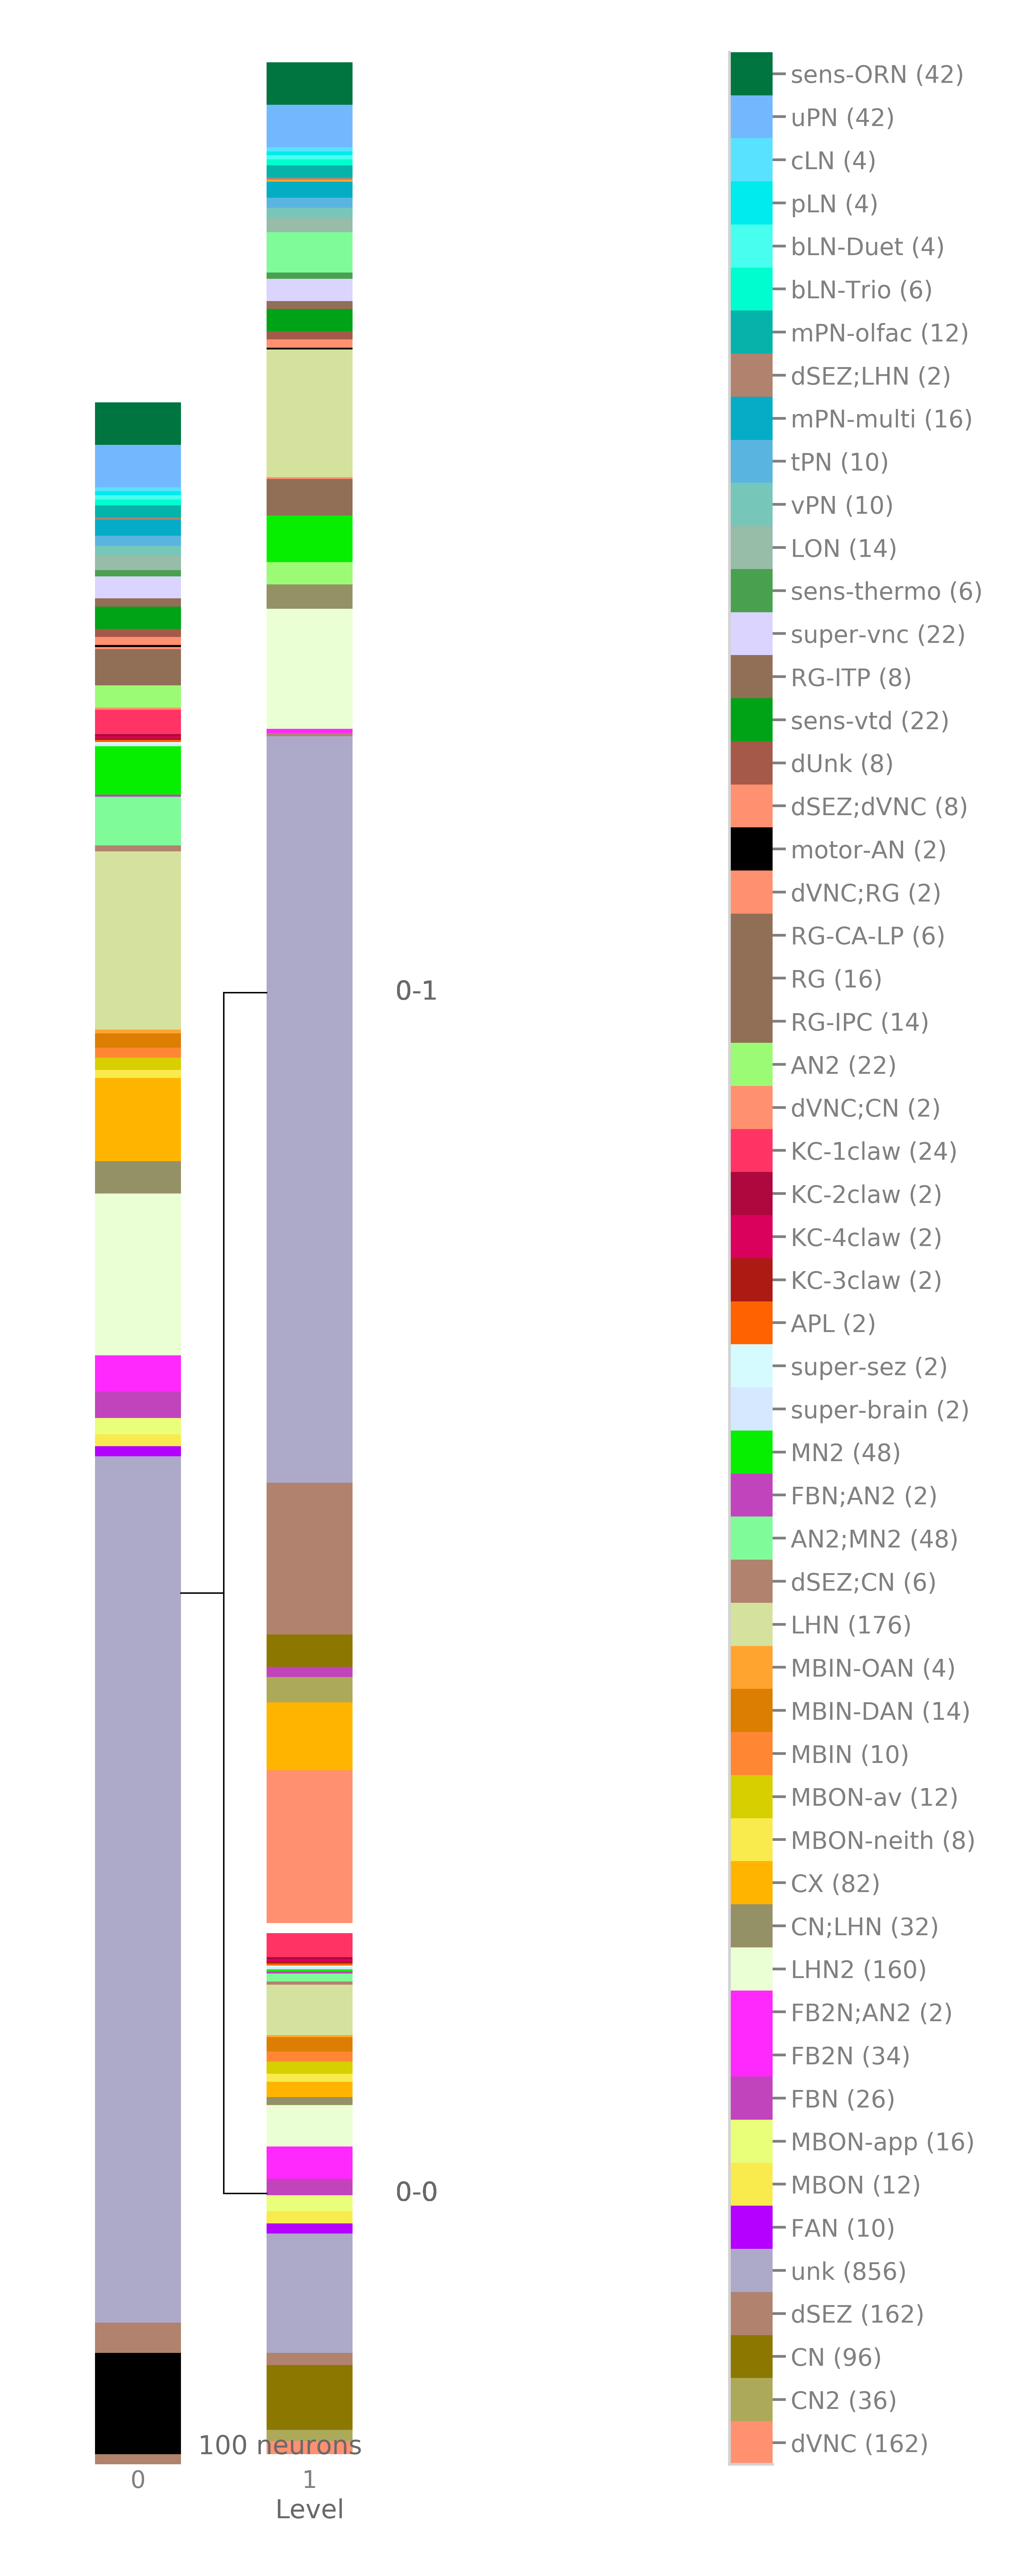 sens-ORN (42)
uPN (42)
cLN (4)
pLN (4)
bLN-Duet (4)
bLN-Trio (6)
mPN-olfac (12)
dSEZ;LHN (2)
mPN-multi (16)
tPN (10)
vPN (10)
LON (14)
sens-thermo (6)
super-vnc (22)
RG-ITP (8)
sens-vtd (22)
dUnk (8)
dSEZ;dVNC (8)
motor-AN (2)
dVNC;RG (2)
RG-CA-LP (6)
RG (16)
RG-IPC (14)
AN2 (22)
dVNC;CN (2)
KC-1claw (24)
KC-2claw (2)
KC-4claw (2)
KC-3claw (2)
APL (2)
super-sez (2)
super-brain (2)
MN2 (48)
FBN;AN2 (2)
AN2;MN2 (48)
dSEZ;CN (6)
LHN (176)
MBIN-OAN (4)
MBIN-DAN (14)
MBIN (10)
MBON-av (12)
MBON-neith (8)
CX (82)
CN;LHN (32)
LHN2 (160)
FB2N;AN2 (2)
FB2N (34)
FBN (26)
MBON-app (16)
MBON (12)
FAN (10)
unk (856)
dSEZ (162)
CN (96)
CN2 (36)
dVNC (162)
0-1
0-0
100 neurons
0 1
Level